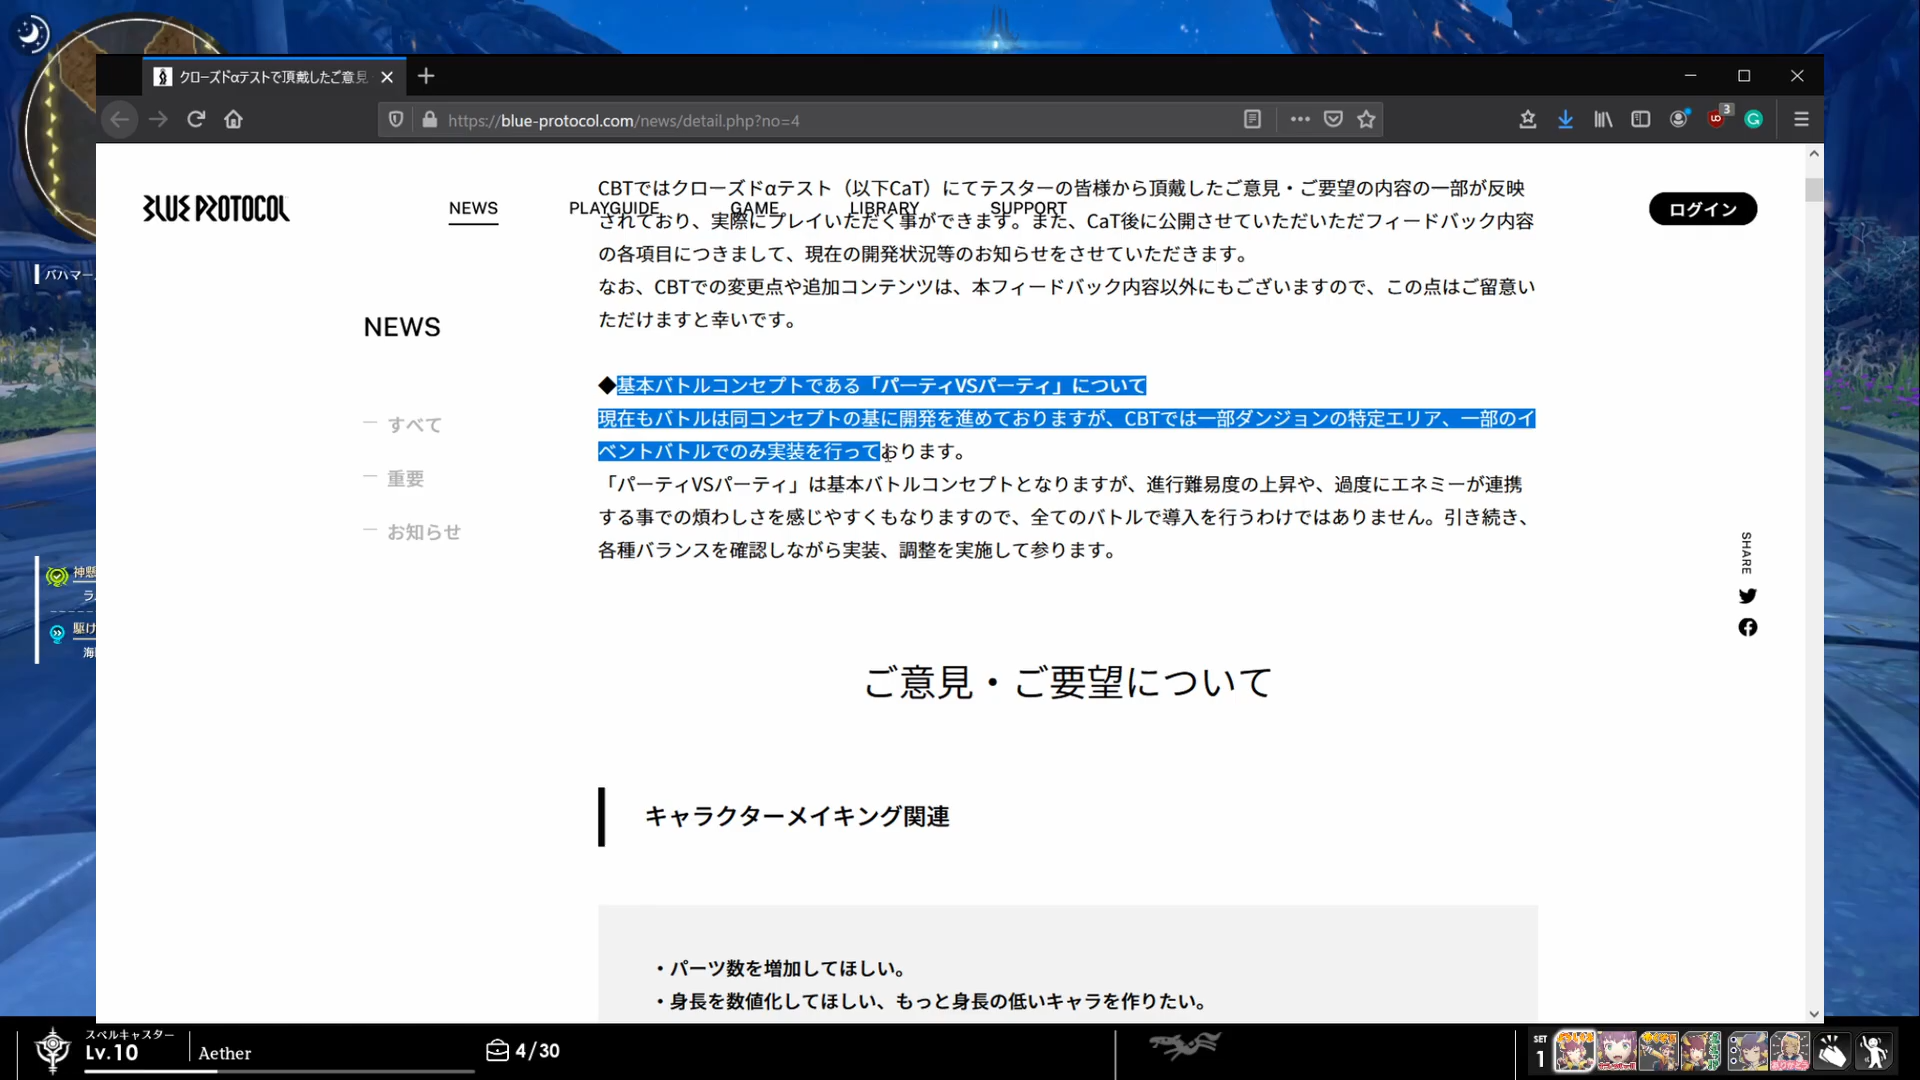 クローズドαテストで頂戴したご意見
https://blue-protocol.com/news/detail.php?no=4
3
BLUE PROTOCOL
NEWS
PLAYGUIDE
GAME
LIBRARY
SUPPORT
ログイン
CBTではクローズドαテスト（以下CaT）にてテスターの皆様から頂戴したご意見・ご要望の内容の一部が反映
されており、実際にプレイいただく事ができます。また、CaT後に公開させていただいただフィードバック内容
の各項目につきまして、現在の開発状況等のお知らせをさせていただきます。
なお、CBTでの変更点や追加コンテンツは、本フィードバック内容以外にもございますので、この点はご留意い
ただけますと幸いです。
NEWS
すべて
重要
お知らせ
◆基本バトルコンセプトである「パーティVSパーティ」について
現在もバトルは同コンセプトの基に開発を進めておりますが、CBTでは一部ダンジョンの特定エリア、一部のイ
ベントバトルでのみ実装を行っております。
「パーティVSパーティ」は基本バトルコンセプトとなりますが、進行難易度の上昇や、過度にエネミーが連携
する事での煩わしさを感じやすくもなりますので、全てのバトルで導入を行うわけではありません。引き続き、
各種バランスを確認しながら実装、調整を実施して参ります。
SHARE
ご意見・ご要望について
キャラクターメイキング関連
・パーツ数を増加してほしい。
・身長を数値化してほしい、もっと身長の低いキャラを作りたい。
バハマー
神懸
ラ
駆け
海
スペルキャスター
Lv.10
Aether
4/30
SET
1